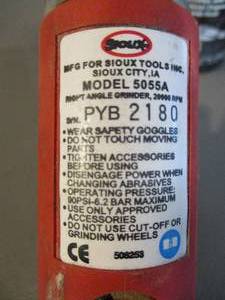 SIOUX
MFG FOR SIOUX TOOLS INC.
SIOUX CITY, IA
MODEL 5055A
RIGHT ANGLE GRINDER, 20000 RPM
S/N. PYB 2180
• WEAR SAFETY GOGGLES
• DO NOT TOUCH MOVING
PARTS
• TIGHTEN ACCESSORIES
BEFORE USING
• DISENGAGE POWER WHEN
CHANGING ABRASIVES
• OPERATING PRESSURE:
90PSI-6.2 BAR MAXIMUM
• USE ONLY APPROVED
ACCESSORIES
• DO NOT USE CUT-OFF OR
GRINDING WHEELS
CE
508253